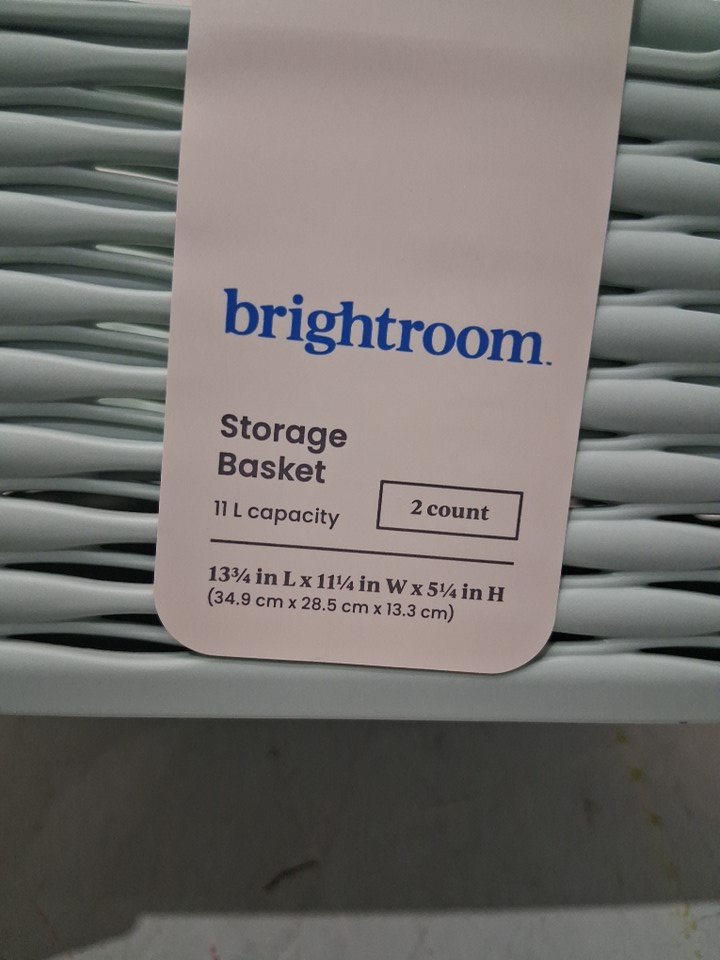 brightroom™
Storage
Basket
11 L capacity
2 count
13¾ in L x 11¼ in W x 5¼ in H
(34.9 cm x 28.5 cm x 13.3 cm)